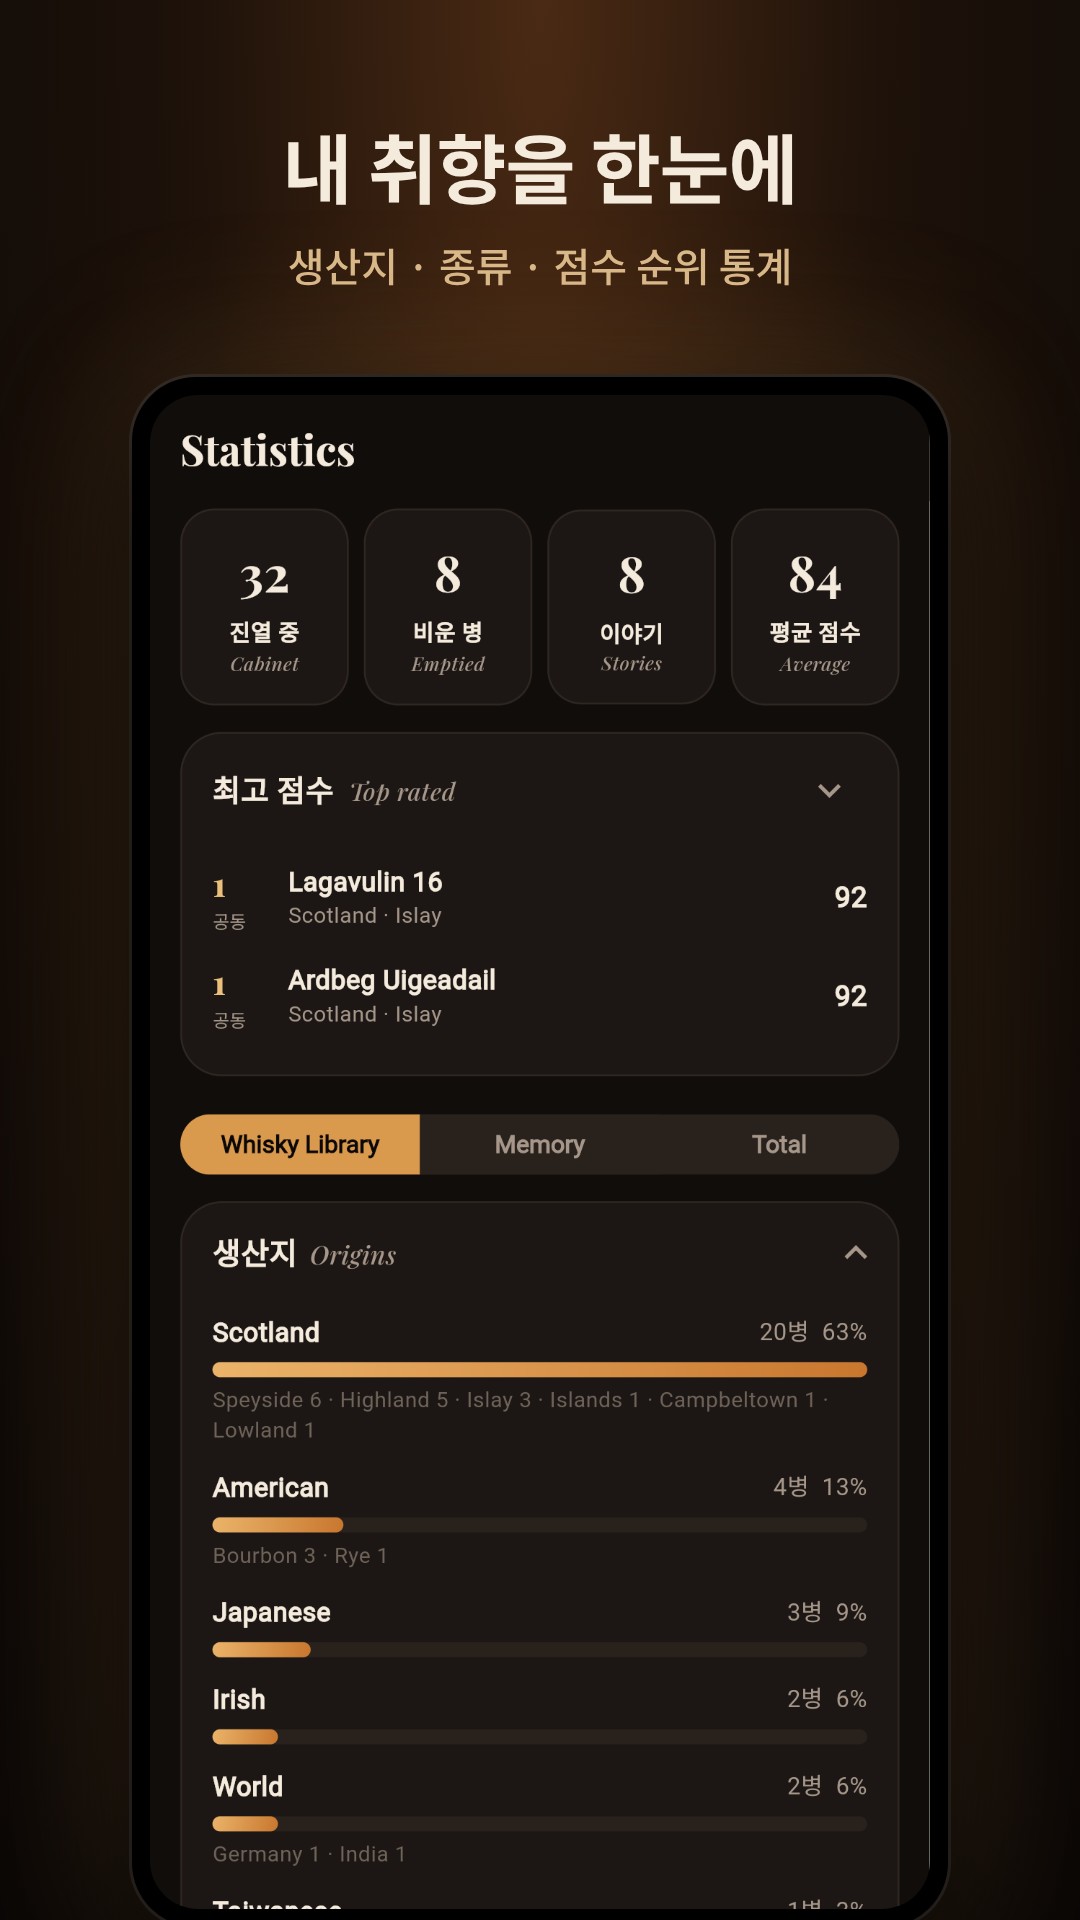 내 취향을 한눈에
생산지 · 종류 · 점수 순위 통계
Statistics
32
진열 중
Cabinet
8
비운 병
Emptied
8
이야기
Stories
84
평균 점수
Average
최고 점수 Top rated
1
공동
Lagavulin 16
Scotland · Islay
92
1
공동
Ardbeg Uigeadail
Scotland · Islay
92
Whisky Library
Memory
Total
생산지 Origins
Scotland 20병 63%
Speyside 6 · Highland 5 · Islay 3 · Islands 1 · Campbeltown 1 ·
Lowland 1
American 4병 13%
Bourbon 3 · Rye 1
Japanese 3병 9%
Irish 2병 6%
World 2병 6%
Germany 1 · India 1
Taiwanese 1병 3%